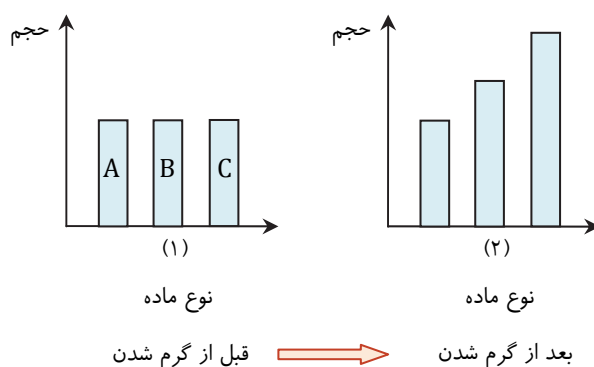 حجم
حجم
A B C
(۱)
(۲)
نوع ماده
نوع ماده
قبل از گرم شدن
بعد از گرم شدن